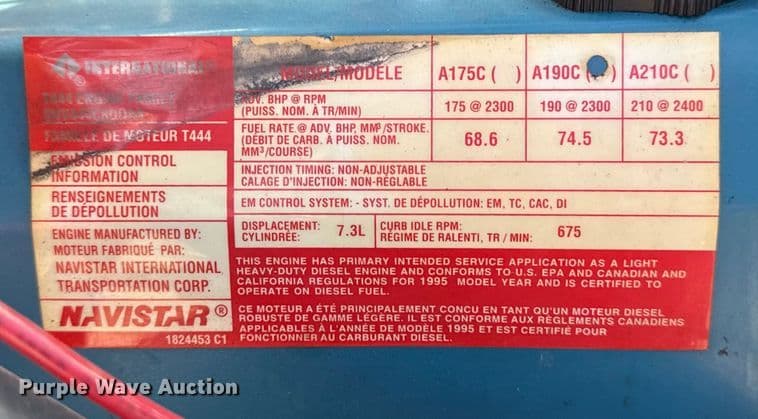 INTERNATIONAL
T444 ENGINE FAMILY
FAMILLE DE MOTEUR T444
EMISSION CONTROL
INFORMATION
RENSEIGNEMENTS
DE DÉPOLLUTION
ENGINE MANUFACTURED BY:
MOTEUR FABRIQUÉ PAR:
NAVISTAR INTERNATIONAL
TRANSPORTATION CORP.
NAVISTAR®
1824453 C1
MODEL/MODÈLE A175C ( ) A190C ( ) A210C ( )
ADV. BHP @ RPM
(PUISS. NOM. À TR/MIN) 175 @ 2300 190 @ 2300 210 @ 2400
FUEL RATE @ ADV. BHP, MM³/STROKE.
(DÉBIT DE CARB. À PUISS. NOM.
MM³/COURSE) 68.6 74.5 73.3
INJECTION TIMING: NON-ADJUSTABLE
CALAGE D'INJECTION: NON-RÉGLABLE
EM CONTROL SYSTEM: - SYST. DE DÉPOLLUTION: EM, TC, CAC, DI
DISPLACEMENT:
CYLINDRÉE: 7.3L
CURB IDLE RPM:
RÉGIME DE RALENTI, TR / MIN: 675
THIS ENGINE HAS PRIMARY INTENDED SERVICE APPLICATION AS A LIGHT
HEAVY-DUTY DIESEL ENGINE AND CONFORMS TO U.S. EPA AND CANADIAN AND
CALIFORNIA REGULATIONS FOR 1995 MODEL YEAR AND IS CERTIFIED TO
OPERATE ON DIESEL FUEL.
CE MOTEUR A ÉTÉ PRINCIPALEMENT CONÇU EN TANT QU'UN MOTEUR DIESEL
ROBUSTE DE GAMME LÉGÈRE. IL EST CONFORME AUX RÈGLEMENTS CANADIENS
APPLICABLES À L'ANNÉE DE MODÈLE 1995 ET EST CERTIFIÉ POUR
FONCTIONNER AU CARBURANT DIESEL.
Purple Wave Auction